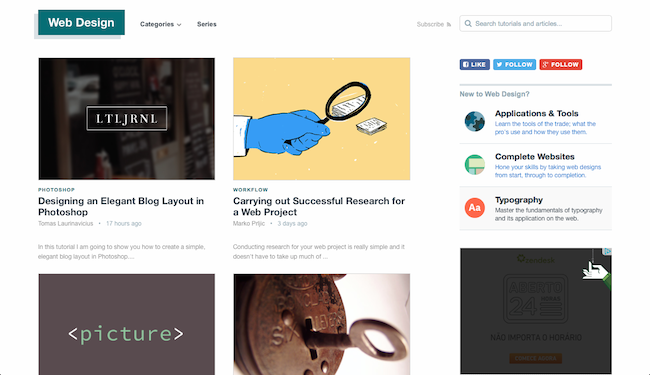 Web Design
Categories
Series
Subscribe
Search tutorials and articles...
LTLJRNL
PHOTOSHOP
Designing an Elegant Blog Layout in
Photoshop
Tomas Laurinavicius • 17 hours ago
In this tutorial I am going to show you how to create a simple,
elegant blog layout in Photoshop....
WORKFLOW
Carrying out Successful Research for
a Web Project
Marko Prljic • 3 days ago
Conducting research for your web project is really simple and it
doesn't have to take up much of ...
<picture>
LIKE
FOLLOW
FOLLOW
New to Web Design?
Applications & Tools
Learn the tools of the trade; what the
pro's use and how they use them.
Complete Websites
Hone your skills by taking web designs
from start, through to completion.
Aa
Typography
Master the fundamentals of typography
and its application on the web.
ABERTO
24
HORAS
NÃO IMPORTA O HORÁRIO